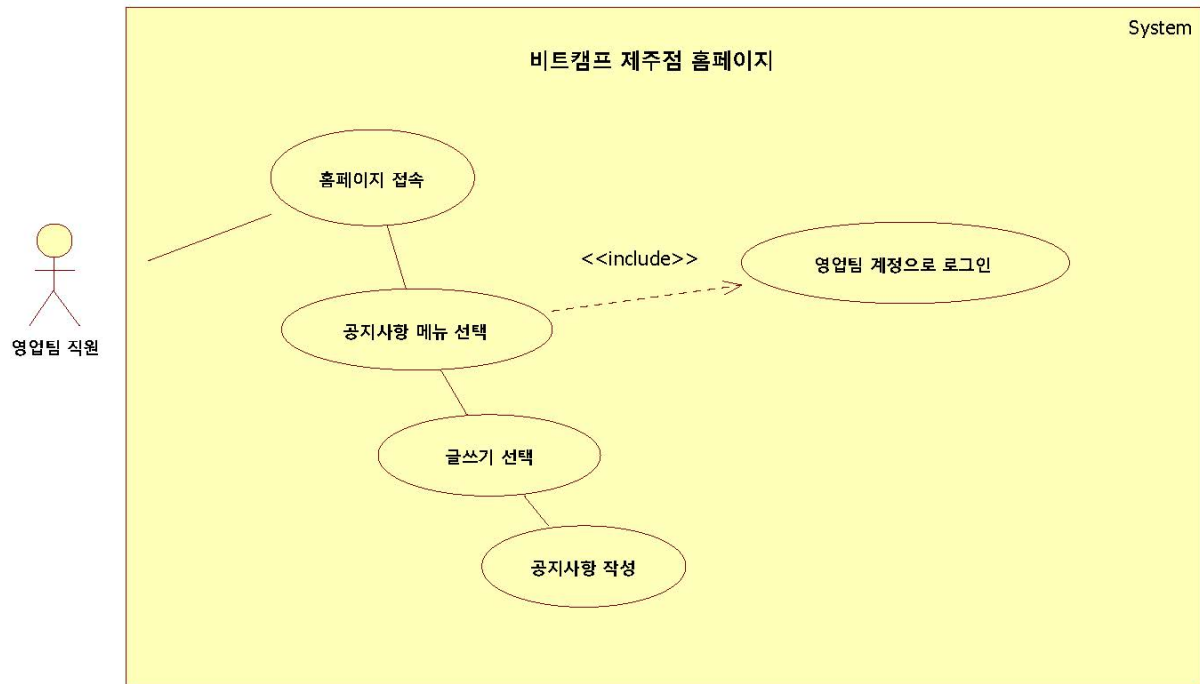 System
비트캠프 제주점 홈페이지
홈페이지 접속
<<include>>
영업팀 계정으로 로그인
공지사항 메뉴 선택
영업팀 직원
글쓰기 선택
공지사항 작성